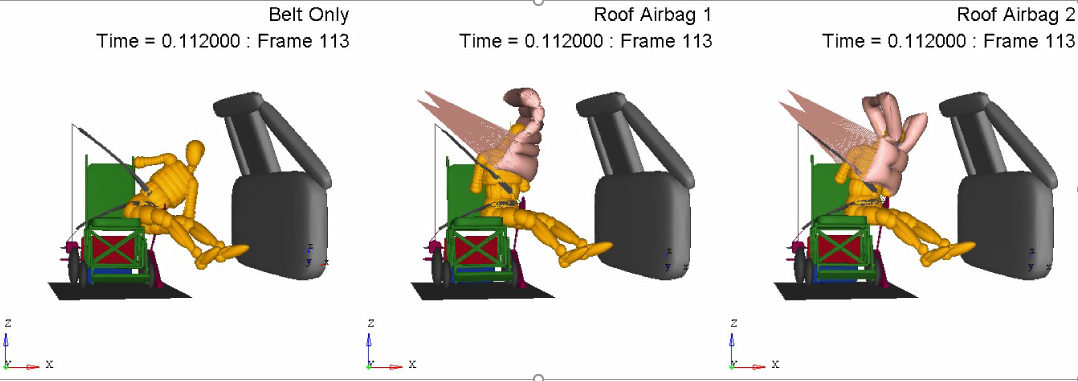 Belt Only
Time = 0.112000 : Frame 113
Roof Airbag 1
Time = 0.112000 : Frame 113
Roof Airbag 2
Time = 0.112000 : Frame 113
z
y
x
z
y
x
z
y
x
z
Y
x
z
Y
x
z
Y
x